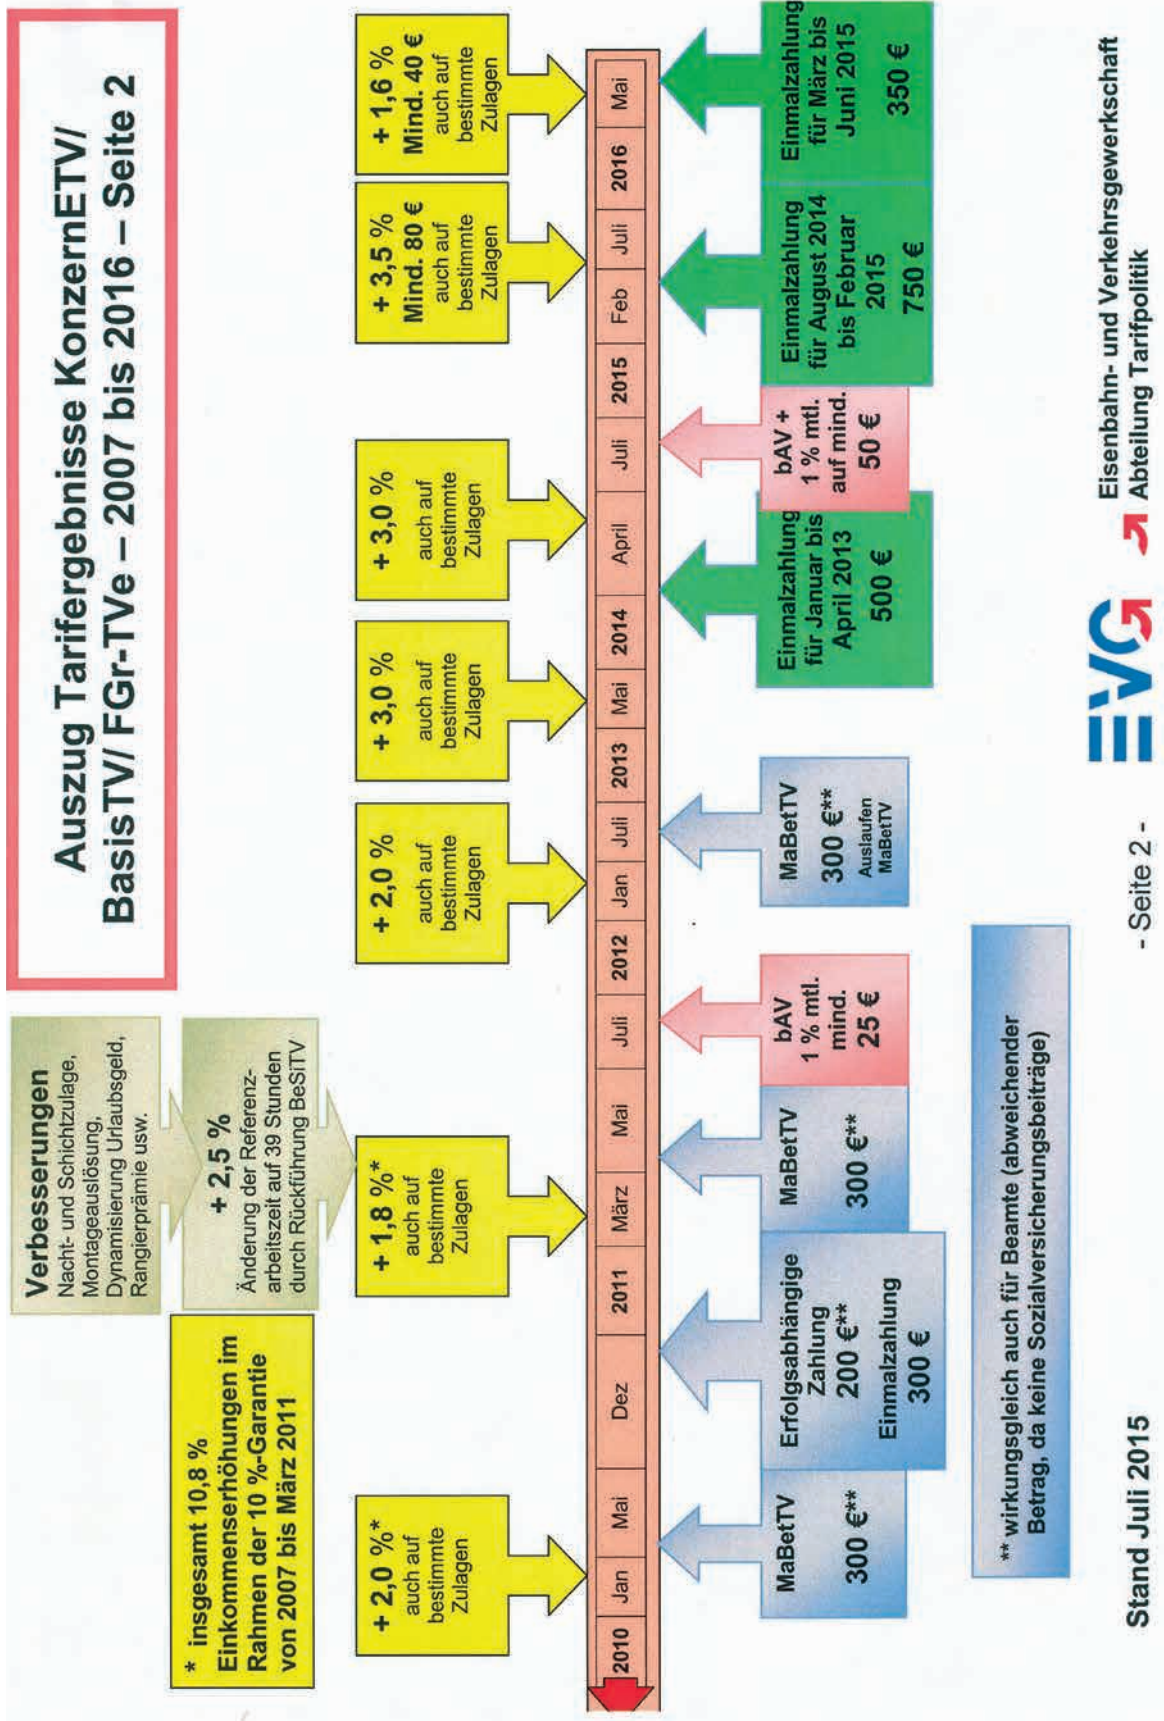 Auszug Tarifergebnisse KonzernETV/
BasisTV/ FGr-TVe – 2007 bis 2016 – Seite 2
Verbesserungen
Nacht- und Schichtzulage,
Montageauslösung,
Dynamisierung Urlaubsgeld,
Rangierprämie usw.
+ 2,5 %
Änderung der Referenz-
arbeitszeit auf 39 Stunden
durch Rückführung BeSiTV
* insgesamt 10,8 %
Einkommenserhöhungen im
Rahmen der 10 %-Garantie
von 2007 bis März 2011
+ 2,0 %*
auch auf
bestimmte
Zulagen
+ 1,8 %*
auch auf
bestimmte
Zulagen
+ 2,0 %
auch auf
bestimmte
Zulagen
+ 3,0 %
auch auf
bestimmte
Zulagen
+ 3,0 %
auch auf
bestimmte
Zulagen
+ 3,5 %
Mind. 80 €
auch auf
bestimmte
Zulagen
+ 1,6 %
Mind. 40 €
auch auf
bestimmte
Zulagen
2010 Jan Mai Dez 2011 März Mai Juli 2012 Jan Juli 2013 Mai 2014 April Juli 2015 Feb Juli 2016 Mai
MaBetTV
300 €**
Erfolgsabhängige
Zahlung
200 €**
Einmalzahlung
300 €
MaBetTV
300 €**
bAV
1 % mtl.
mind.
25 €
MaBetTV
300 €**
Auslaufen
MaBetTV
Einmalzahlung
für Januar bis
April 2013
500 €
bAV +
1 % mtl.
auf mind.
50 €
Einmalzahlung
für August 2014
bis Februar
2015
750 €
Einmalzahlung
für März bis
Juni 2015
350 €
** wirkungsgleich auch für Beamte (abweichender
Betrag, da keine Sozialversicherungsbeiträge)
Stand Juli 2015
- Seite 2 -
EVG
Eisenbahn- und Verkehrsgewerkschaft
Abteilung Tarifpolitik